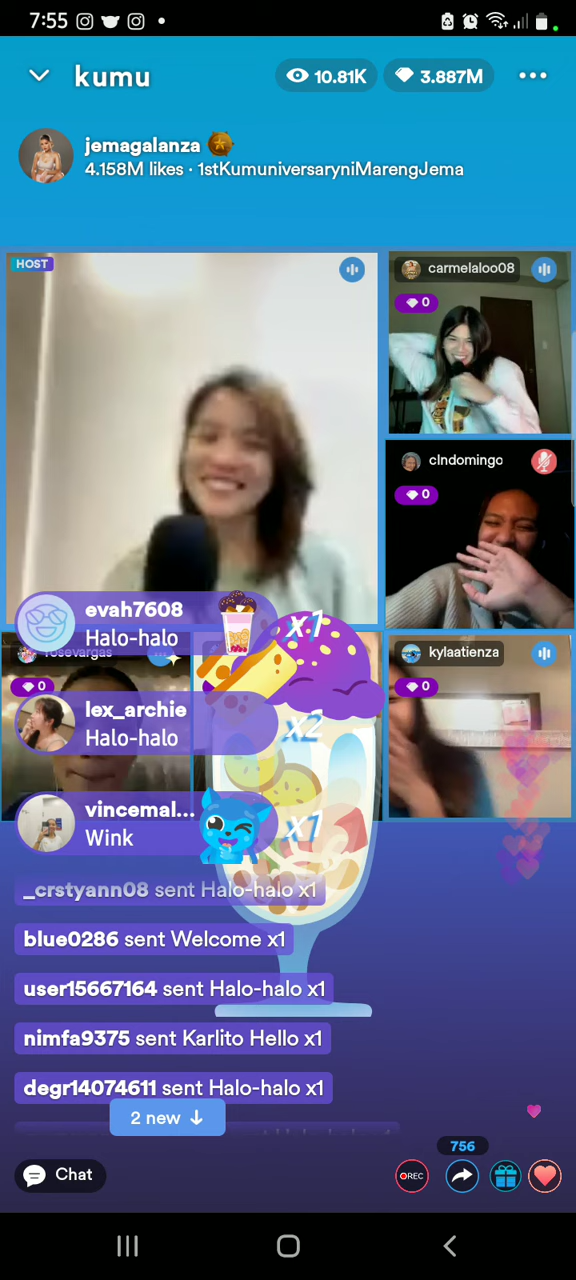 7:55
kumu
10.81K
3.887M
jemagalanza
4.158M likes · 1stKumuniversaryniMarengJema
HOST
carmelaloo08
0
clndomingo
0
evah7608
Halo-halo
x1
rosevargas
kylaatienza
0
0
lex_archie
Halo-halo
x2
vincemal...
Wink
x1
_crstyann08 sent Halo-halo x1
blue0286 sent Welcome x1
user15667164 sent Halo-halo x1
nimfa9375 sent Karlito Hello x1
degr14074611 sent Halo-halo x1
2 new
756
Chat
REC